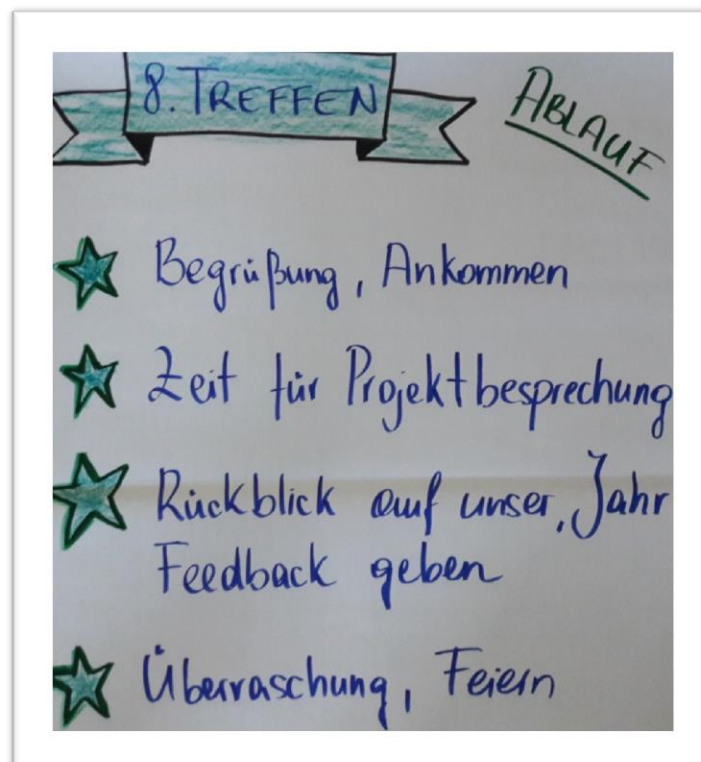 8. TREFFEN
ABLAUF
Begrüßung, Ankommen
Zeit für Projektbesprechung
Rückblick auf unser, Jahr
Feedback geben
Überraschung, Feiern